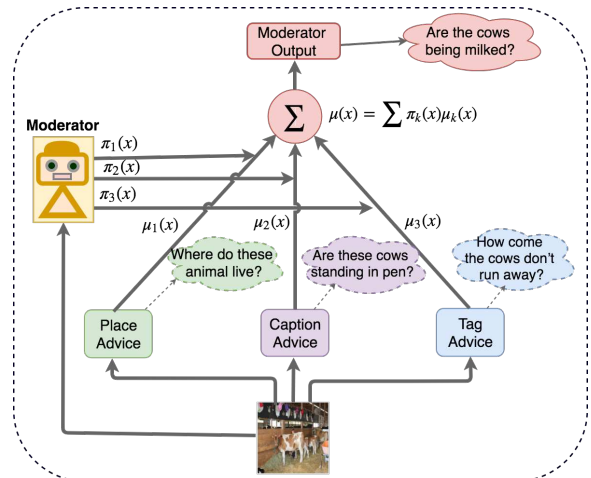 Moderator
Output
Are the cows
being milked?
Σ
μ(x) = ∑ πₖ(x)μₖ(x)
Moderator
π₁(x)
π₂(x)
π₃(x)
μ₁(x)
μ₂(x)
μ₃(x)
Where do these
animal live?
Are these cows
standing in pen?
How come
the cows don't
run away?
Place
Advice
Caption
Advice
Tag
Advice